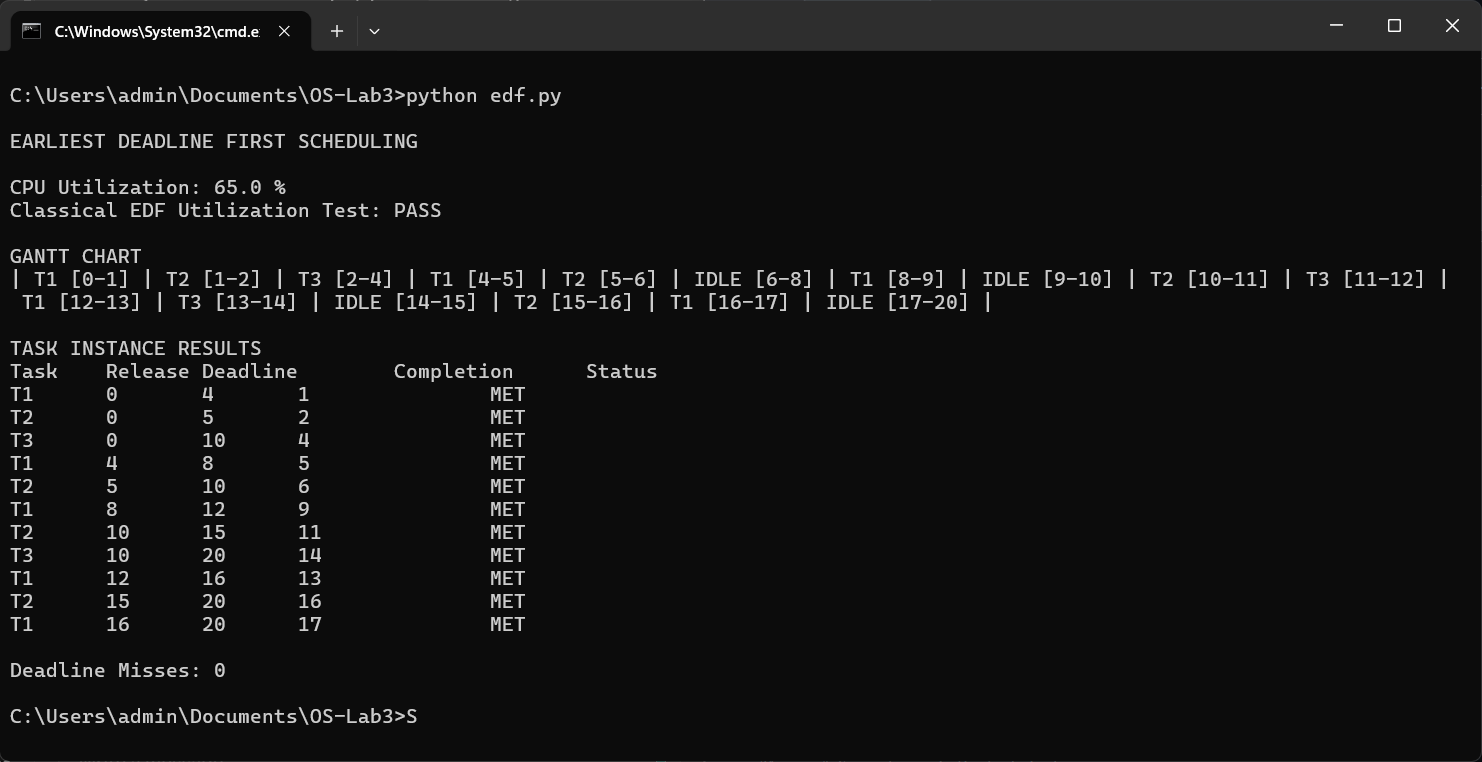 C:\Windows\System32\cmd.e
C:\Users\admin\Documents\OS-Lab3>python edf.py
EARLIEST DEADLINE FIRST SCHEDULING
CPU Utilization: 65.0 %
Classical EDF Utilization Test: PASS
GANTT CHART
| T1 [0-1] | T2 [1-2] | T3 [2-4] | T1 [4-5] | T2 [5-6] | IDLE [6-8] | T1 [8-9] | IDLE [9-10] | T2 [10-11] | T3 [11-12] |
T1 [12-13] | T3 [13-14] | IDLE [14-15] | T2 [15-16] | T1 [16-17] | IDLE [17-20] |
TASK INSTANCE RESULTS
Task Release Deadline Completion Status
T1 0 4 1 MET
T2 0 5 2 MET
T3 0 10 4 MET
T1 4 8 5 MET
T2 5 10 6 MET
T1 8 12 9 MET
T2 10 15 11 MET
T3 10 20 14 MET
T1 12 16 13 MET
T2 15 20 16 MET
T1 16 20 17 MET
Deadline Misses: 0
C:\Users\admin\Documents\OS-Lab3>S